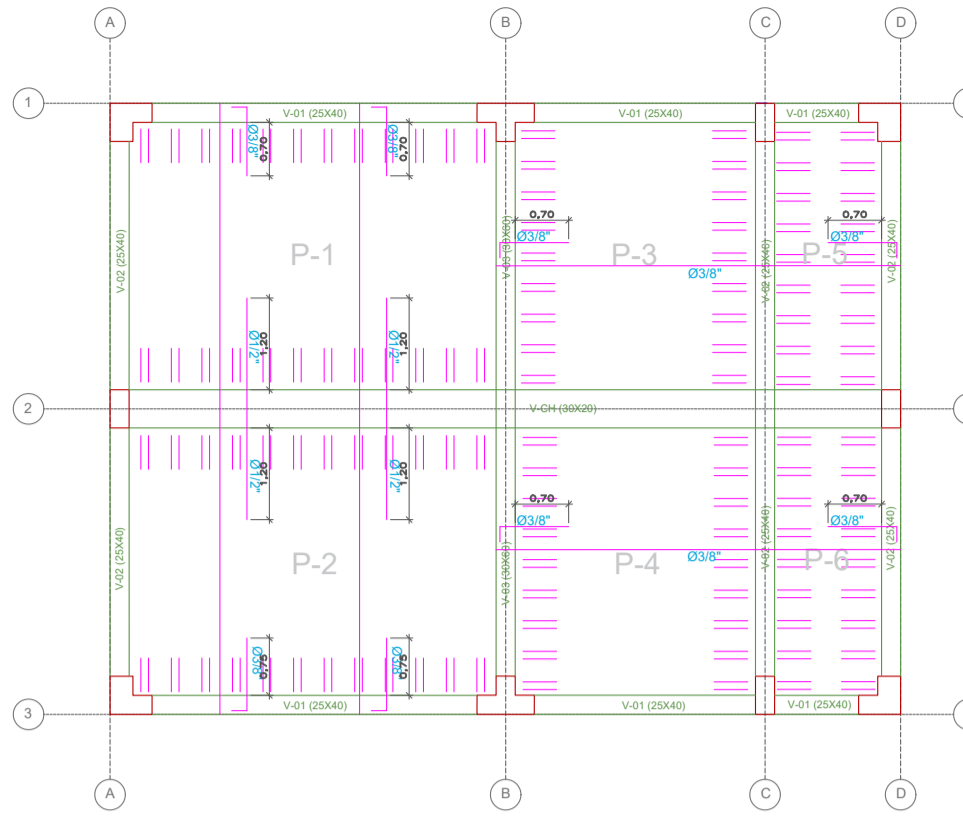 A B C D
1
V-01 (25X40) V-01 (25X40) V-01 (25X40)
Ø3/8" 0,70 Ø3/8" 0,70
0,70 0,70
Ø3/8" Ø3/8"
V-02 (25X40) P-1 V-03 (30X60) P-3 V-02 (25X40) P-5 V-02 (25X40)
Ø3/8"
Ø1/2" 1,20 Ø1/2" 1,20
2
V-CH (30X20)
Ø1/2" 1,20 Ø1/2" 1,20
0,70 0,70
Ø3/8" Ø3/8"
V-02 (25X40) P-2 V-03 (30X60) P-4 V-02 (25X40) P-6 V-02 (25X40)
Ø3/8"
Ø3/8" 0,75 Ø3/8" 0,75
V-01 (25X40) V-01 (25X40) V-01 (25X40)
3
A B C D